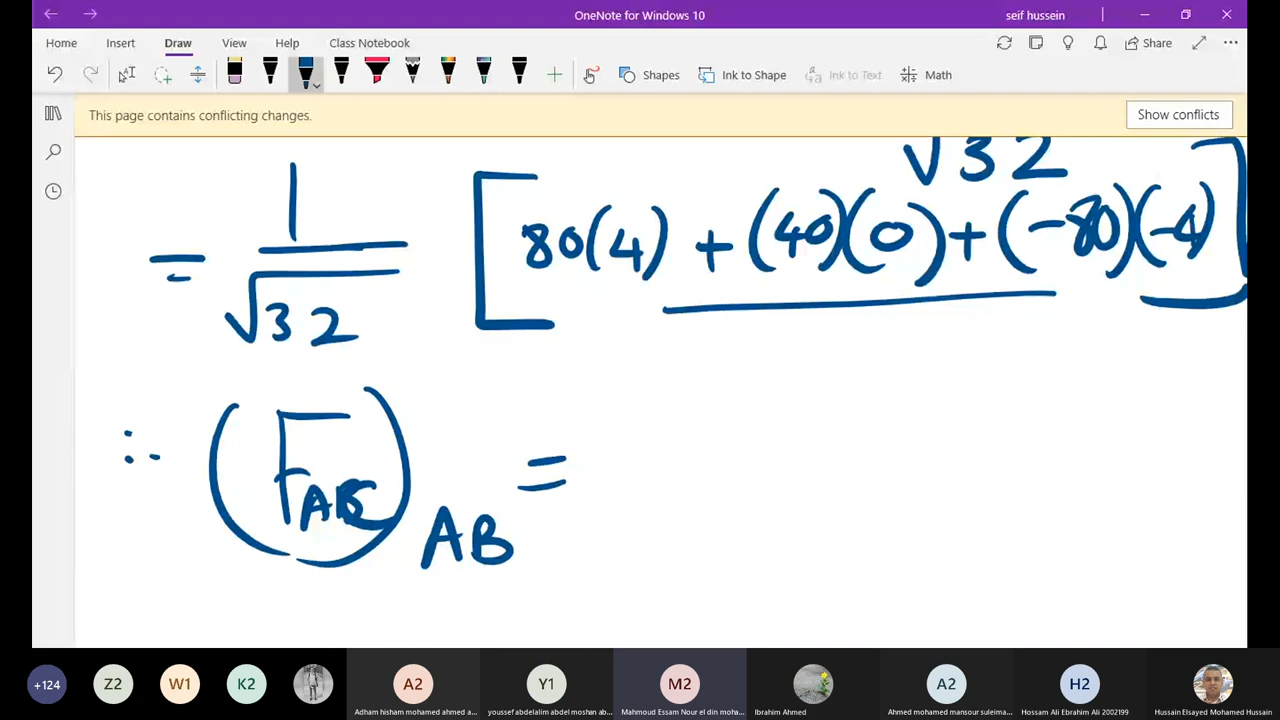 OneNote for Windows 10
seif hussein
Home Insert Draw View Help Class Notebook
Share
Shapes Ink to Shape Ink to Text Math
This page contains conflicting changes.
Show conflicts
√32
= 1/√32 [80(4) + (40)(0) + (-80)(-4)]
∴ (F_AC)_AB =
+124 Z2 W1 K2 A2 Y1 M2 A2 H2
Adham hisham mohamed ahmed a...
youssef abdelalim abdel moshan ab...
Mahmoud Essam Nour el din moha...
Ibrahim Ahmed
Ahmed mohamed mansour suleima...
Hossam Ali Ebrahim Ali 2002199
Hussain Elsayed Mohamed Hussain